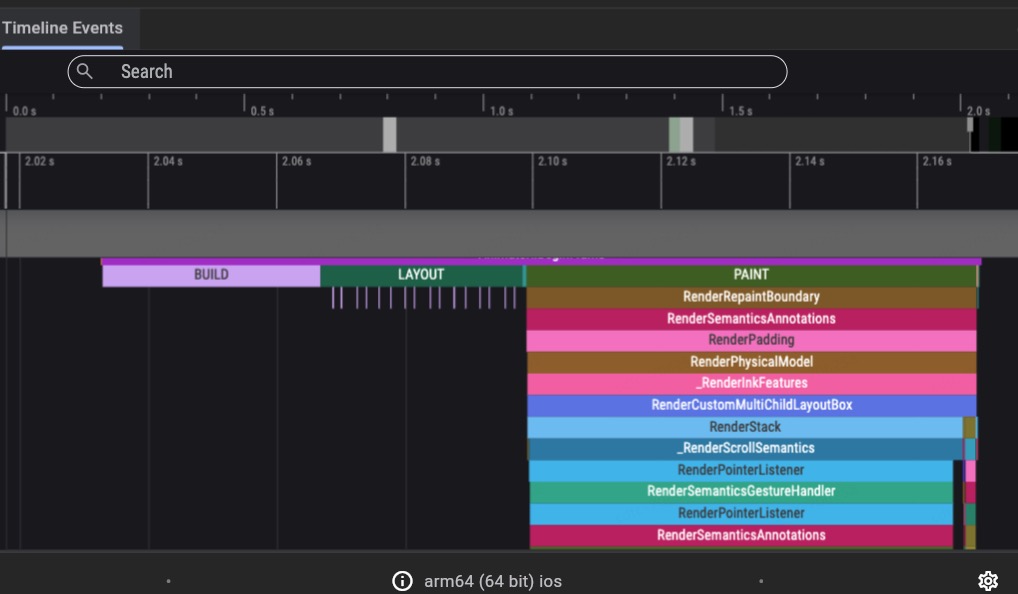 Timeline Events
Search
0.0 s 0.5 s 1.0 s 1.5 s 2.0 s
2.02 s 2.04 s 2.06 s 2.08 s 2.10 s 2.12 s 2.14 s 2.16 s
BUILD LAYOUT PAINT
RenderRepaintBoundary
RenderSemanticsAnnotations
RenderPadding
RenderPhysicalModel
_RenderInkFeatures
RenderCustomMultiChildLayoutBox
RenderStack
_RenderScrollSemantics
RenderPointerListener
RenderSemanticsGestureHandler
RenderPointerListener
RenderSemanticsAnnotations
arm64 (64 bit) ios